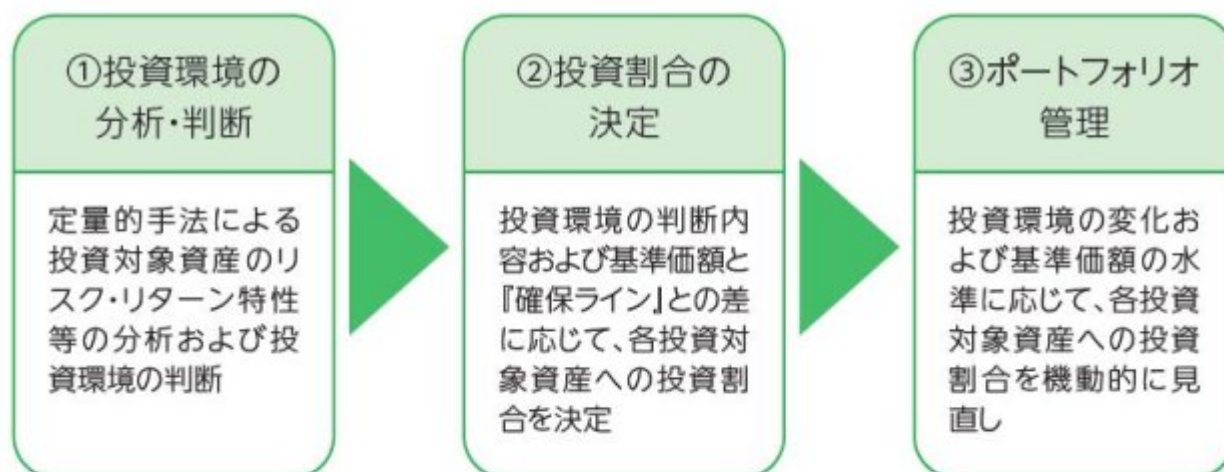 ①投資環境の
分析・判断
定量的手法による
投資対象資産のリ
スク・リターン特性
等の分析および投
資環境の判断
②投資割合の
決定
投資環境の判断内
容および基準価額と
『確保ライン』との差
に応じて、各投資対
象資産への投資割
合を決定
③ポートフォリオ
管理
投資環境の変化お
よび基準価額の水
準に応じて、各投資
対象資産への投資
割合を機動的に見
直し